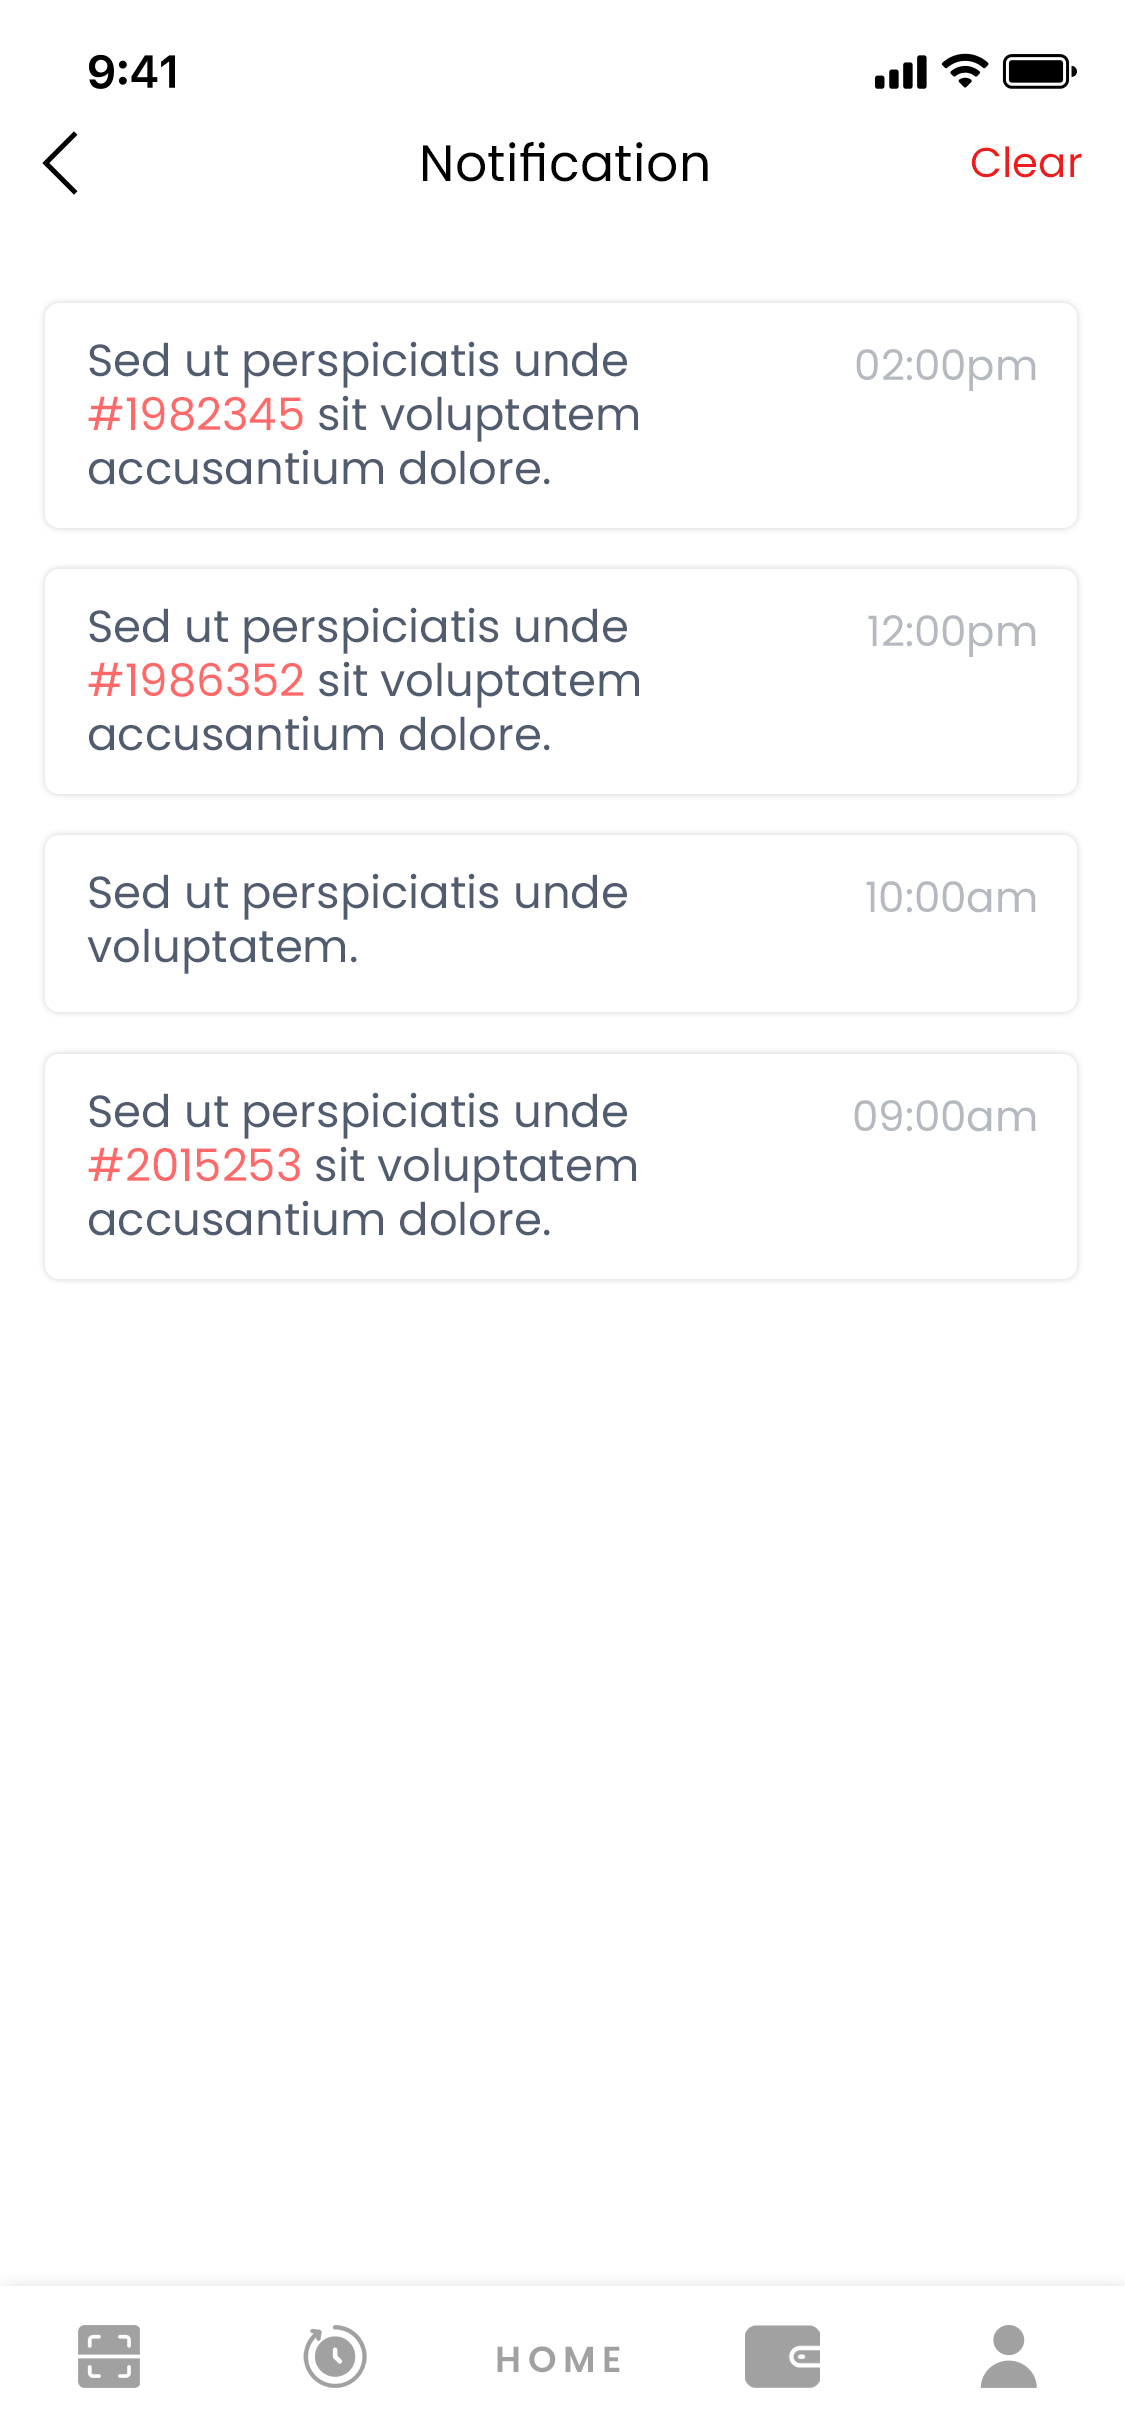 9:41
Notification
Clear
Sed ut perspiciatis unde
02:00pm
#1982345 sit voluptatem
accusantium dolore.
Sed ut perspiciatis unde
12:00pm
#1986352 sit voluptatem
accusantium dolore.
Sed ut perspiciatis unde
10:00am
voluptatem.
Sed ut perspiciatis unde
09:00am
#2015253 sit voluptatem
accusantium dolore.
HOME